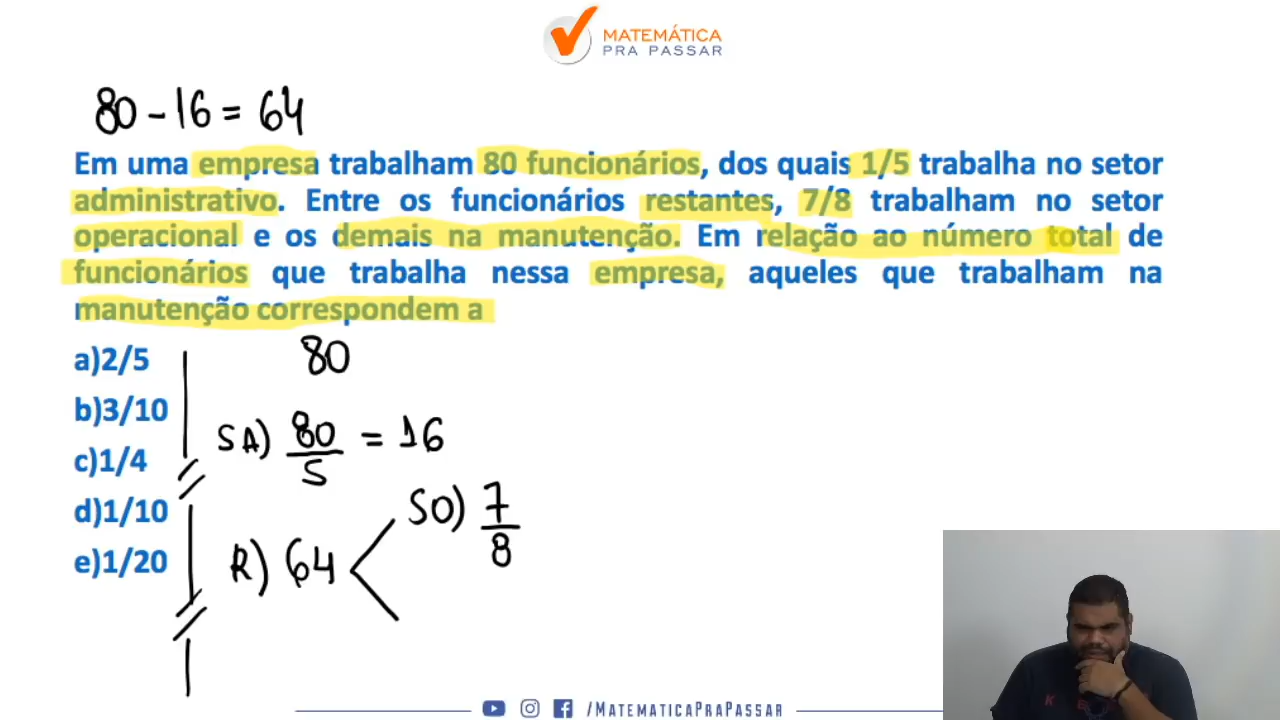 MATEMÁTICA
PRA PASSAR
80 - 16 = 64
Em uma empresa trabalham 80 funcionários, dos quais 1/5 trabalha no setor
administrativo. Entre os funcionários restantes, 7/8 trabalham no setor
operacional e os demais na manutenção. Em relação ao número total de
funcionários que trabalha nessa empresa, aqueles que trabalham na
manutenção correspondem a
a)2/5
b)3/10
c)1/4
d)1/10
e)1/20
80
SA) 80/5 = 16
R) 64
SO) 7/8
/MATEMATICAPRAPASSAR